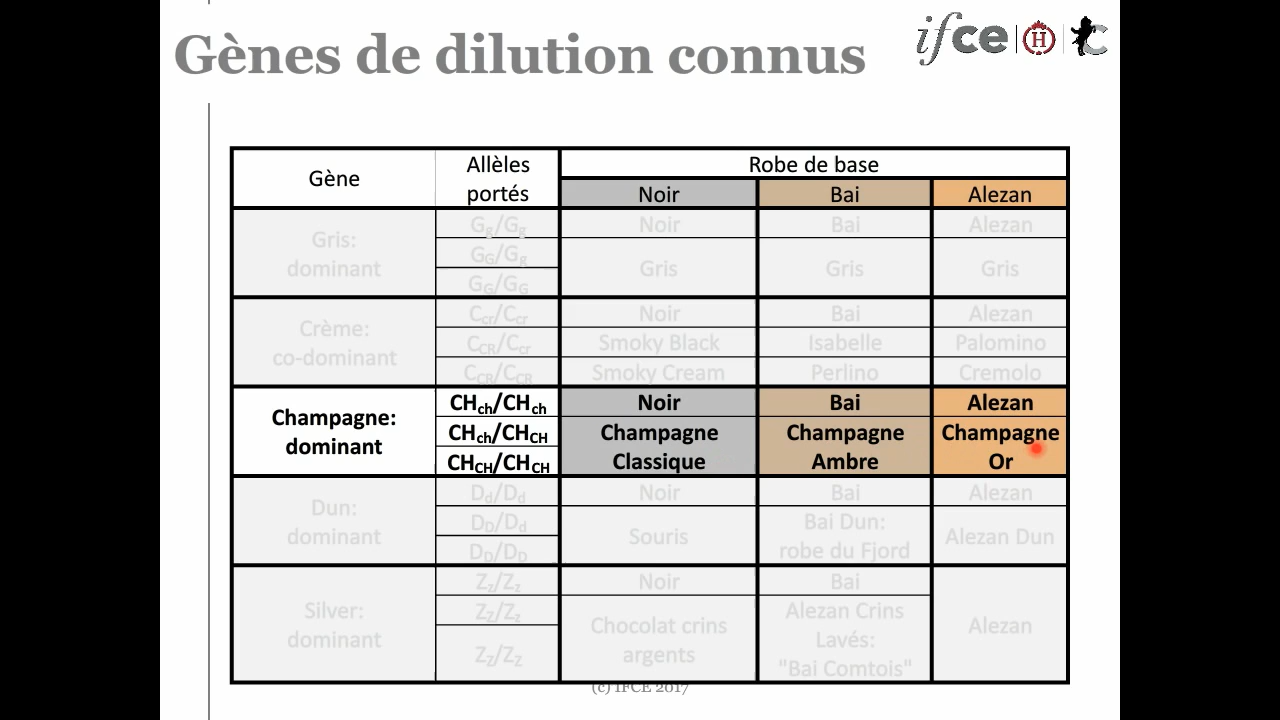 Gènes de dilution connus
ifce | H | C
Gène
Allèles
portés
Robe de base
Noir
Bai
Alezan
Gris:
dominant
Gg/Gg
Noir
Bai
Alezan
GG/Gg
GG/GG
Gris
Gris
Gris
Crème:
co-dominant
Ccr/Ccr
Noir
Bai
Alezan
CCR/Ccr
Smoky Black
Isabelle
Palomino
CCR/CCR
Smoky Cream
Perlino
Cremolo
Champagne:
dominant
CHch/CHch
Noir
Bai
Alezan
CHch/CHCH
CHCH/CHCH
Champagne
Classique
Champagne
Ambre
Champagne
Or
Dun:
dominant
Dd/Dd
Noir
Bai
Alezan
DD/Dd
DD/DD
Souris
Bai Dun:
robe du Fjord
Alezan Dun
Silver:
dominant
Zz/Zz
Noir
Bai
ZZ/Zz
ZZ/ZZ
Chocolat crins
argents
Alezan Crins
Lavés:
"Bai Comtois"
Alezan
(c) IFCE 2017